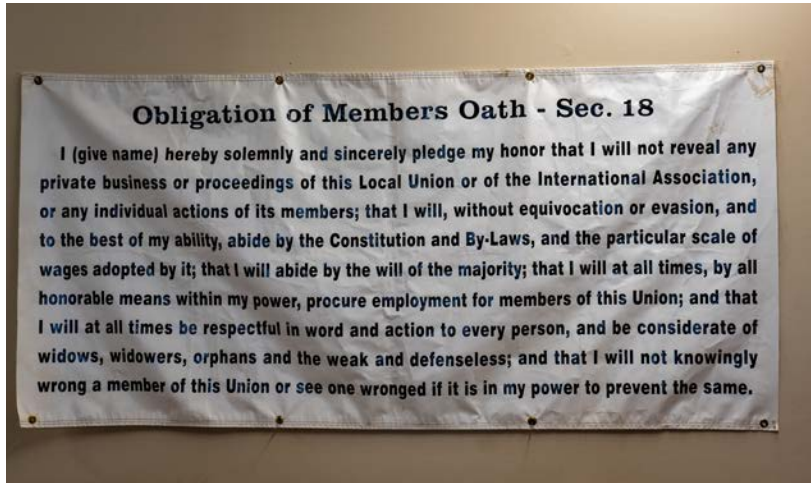 Obligation of Members Oath - Sec. 18
I (give name) hereby solemnly and sincerely pledge my honor that I will not reveal any
private business or proceedings of this Local Union or of the International Association,
or any individual actions of its members; that I will, without equivocation or evasion, and
to the best of my ability, abide by the Constitution and By-Laws, and the particular scale of
wages adopted by it; that I will abide by the will of the majority; that I will at all times, by all
honorable means within my power, procure employment for members of this Union; and that
I will at all times be respectful in word and action to every person, and be considerate of
widows, widowers, orphans and the weak and defenseless; and that I will not knowingly
wrong a member of this Union or see one wronged if it is in my power to prevent the same.